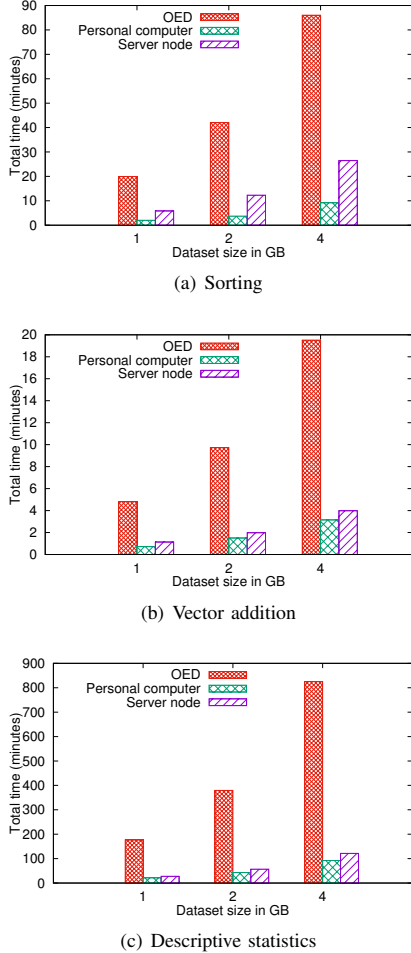 90
80
70
60
50
40
30
20
10
0
Total time (minutes)
OED
Personal computer
Server node
1 2 4
Dataset size in GB
(a) Sorting
20
18
16
14
12
10
8
6
4
2
0
Total time (minutes)
OED
Personal computer
Server node
1 2 4
Dataset size in GB
(b) Vector addition
900
800
700
600
500
400
300
200
100
0
Total time (minutes)
OED
Personal computer
Server node
1 2 4
Dataset size in GB
(c) Descriptive statistics